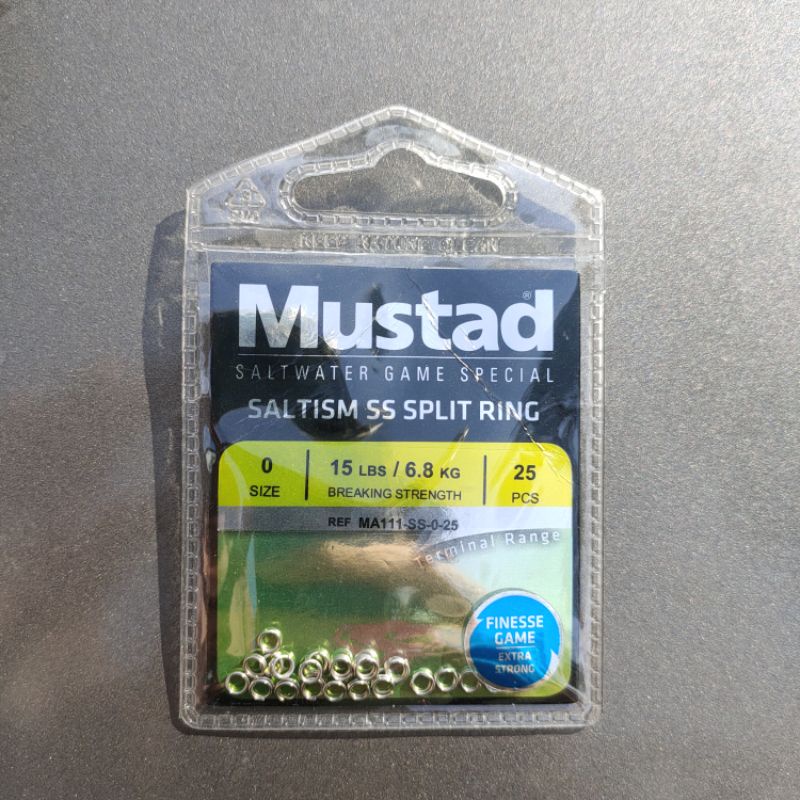 Mustad®
SALTWATER GAME SPECIAL
SALTISM SS SPLIT RING
0 SIZE
15 LBS / 6.8 KG BREAKING STRENGTH
25 PCS
REF MA111-SS-0-25
Terminal Range
FINESSE
GAME
EXTRA
STRONG